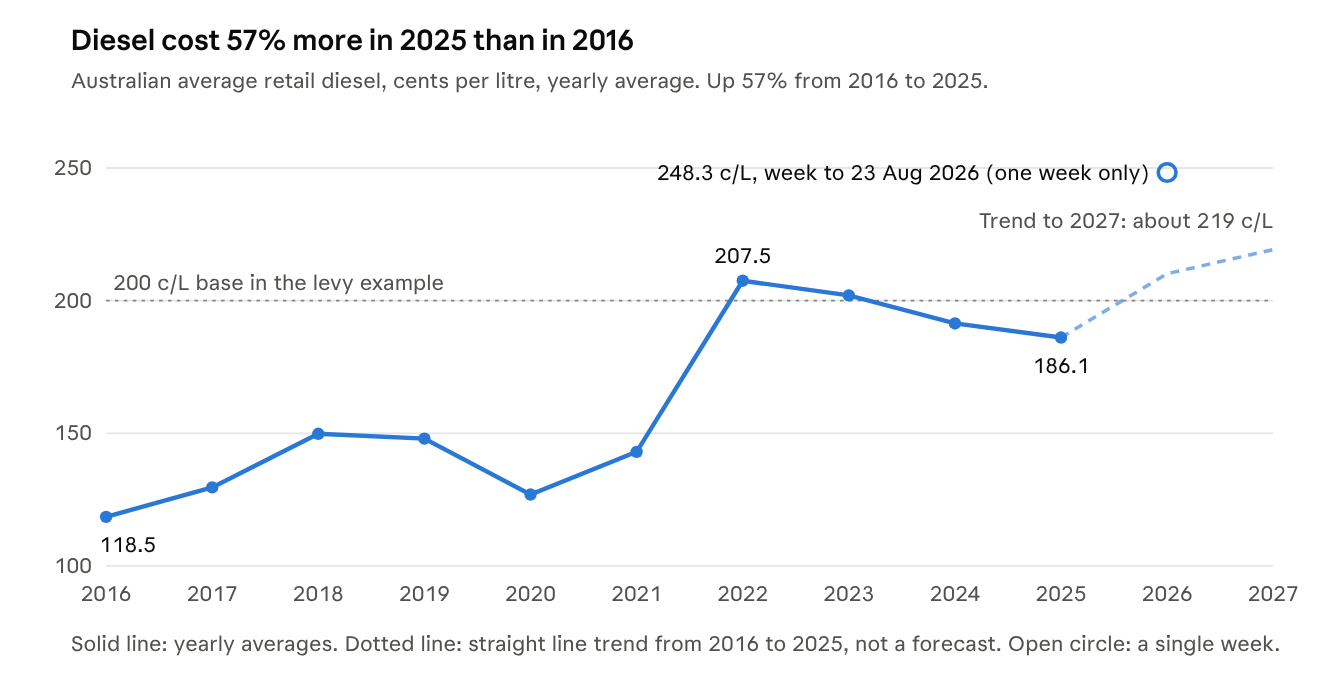 Diesel cost 57% more in 2025 than in 2016
Australian average retail diesel, cents per litre, yearly average. Up 57% from 2016 to 2025.
250
248.3 c/L, week to 23 Aug 2026 (one week only)
Trend to 2027: about 219 c/L
207.5
200 c/L base in the levy example
200
186.1
150
118.5
100
2016 2017 2018 2019 2020 2021 2022 2023 2024 2025 2026 2027
Solid line: yearly averages. Dotted line: straight line trend from 2016 to 2025, not a forecast. Open circle: a single week.